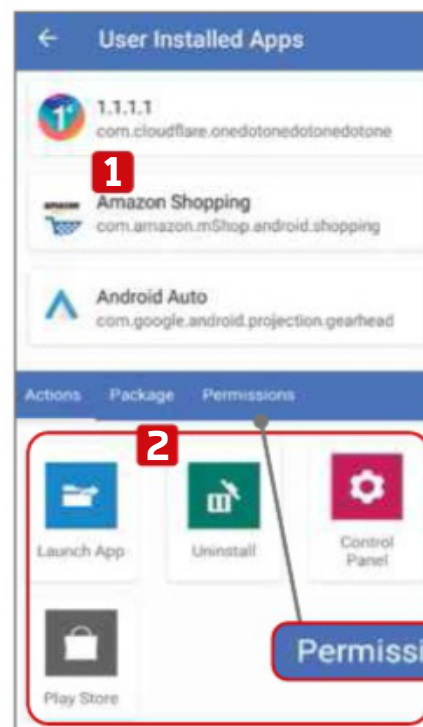 User Installed Apps
1.1.1.1
com.cloudflare.onedotonedotonedotone
1
Amazon Shopping
com.amazon.mShop.android.shopping
Android Auto
com.google.android.projection.gearhead
Actions Package Permissions
2
Launch App
Uninstall
Control
Panel
Permissi
Play Store